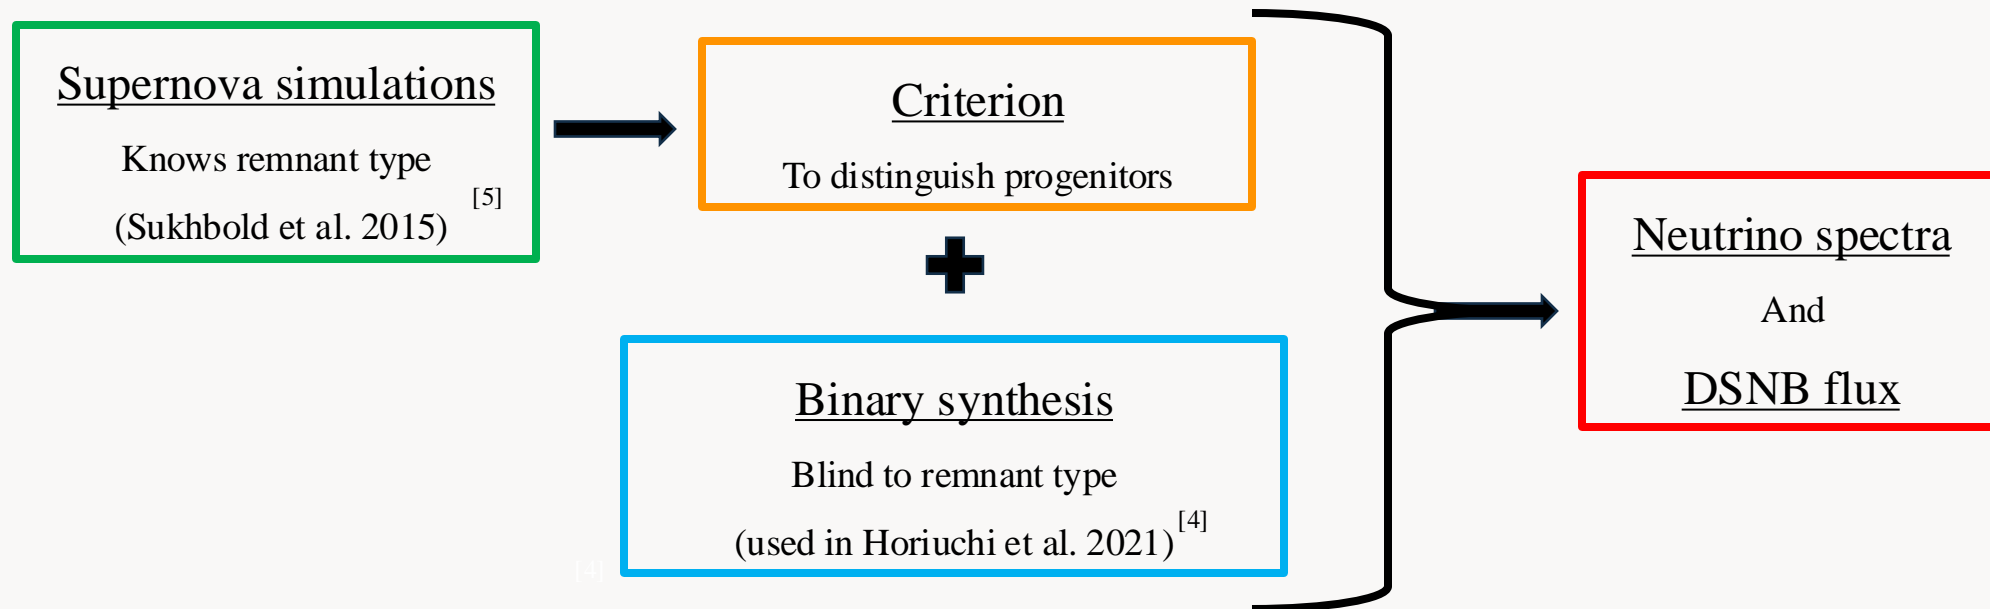 Supernova simulations
Knows remnant type
(Sukhbold et al. 2015) [5]
Criterion
To distinguish progenitors
Binary synthesis
Blind to remnant type
(used in Horiuchi et al. 2021) [4]
[4]
Neutrino spectra
And
DSNB flux